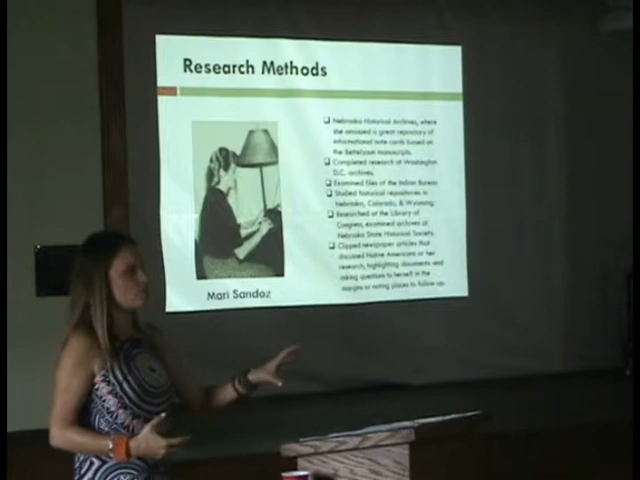 Research Methods
Nebraska Historical Archives, where
she amassed a great repository of
informational note cards based on
the Bettelyoun manuscripts.
Completed research at Washington
D.C. archives.
Examined files of the Indian Bureau
Studied historical repositories in
Nebraska, Colorado, & Wyoming.
Researched at the Library of
Congress, examined archives at
Nebraska State Historical Society.
Clipped newspaper articles that
discussed Native Americans or her
research, highlighting documents and
asking questions to herself in the
margins or noting places to follow up.
Mari Sandoz